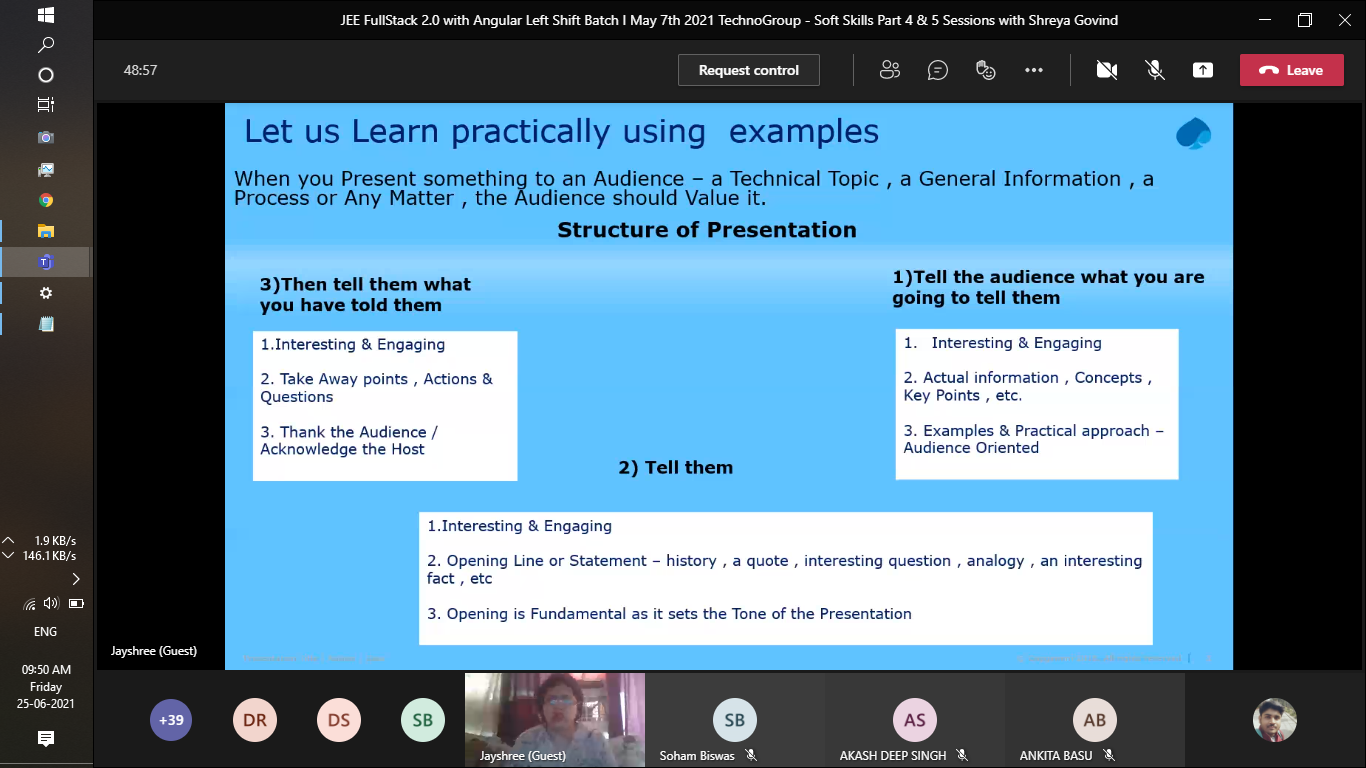 JEE FullStack 2.0 with Angular Left Shift Batch I May 7th 2021 TechnoGroup - Soft Skills Part 4 & 5 Sessions with Shreya Govind
48:57
Request control
Leave
Let us Learn practically using examples
When you Present something to an Audience – a Technical Topic , a General Information , a
Process or Any Matter , the Audience should Value it.
Structure of Presentation
3)Then tell them what
you have told them
1.Interesting & Engaging
2. Take Away points , Actions &
Questions
3. Thank the Audience /
Acknowledge the Host
1)Tell the audience what you are
going to tell them
1. Interesting & Engaging
2. Actual information , Concepts ,
Key Points , etc.
3. Examples & Practical approach –
Audience Oriented
2) Tell them
1.Interesting & Engaging
2. Opening Line or Statement – history , a quote , interesting question , analogy , an interesting
fact , etc
3. Opening is Fundamental as it sets the Tone of the Presentation
Jayshree (Guest)
+39
DR
DS
SB
Jayshree (Guest)
SB
Soham Biswas
AS
AKASH DEEP SINGH
AB
ANKITA BASU
T
1.9 KB/s
146.1 KB/s
ENG
09:50 AM
Friday
25-06-2021